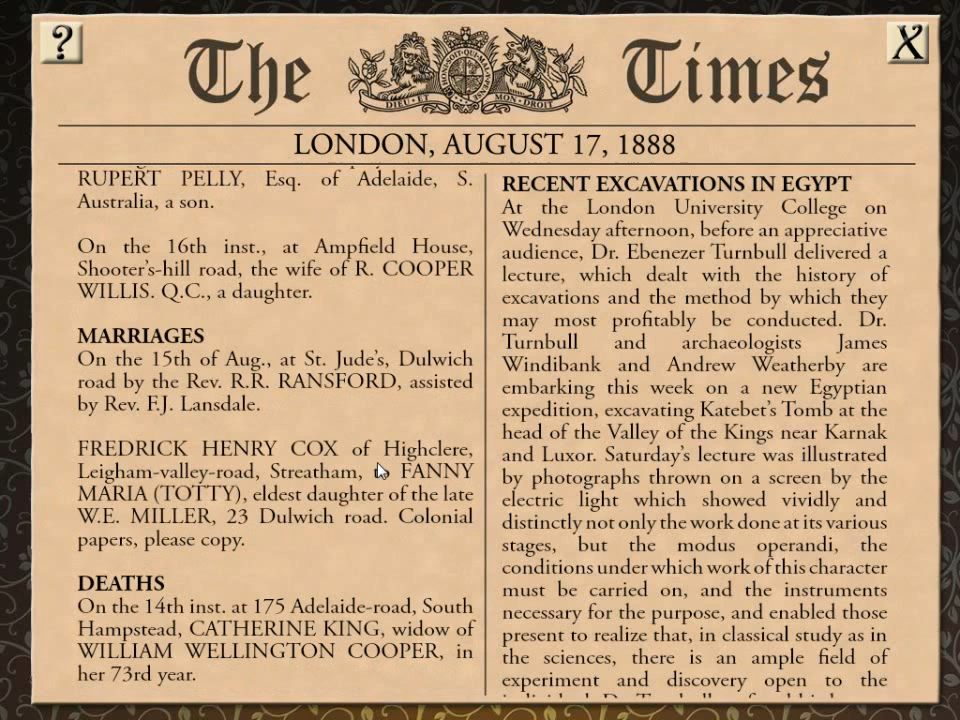 ?
X
The Times
DIEU ET MON DROIT
LONDON, AUGUST 17, 1888
RUPERT PELLY, Esq. of Adelaide, S.
Australia, a son.
On the 16th inst., at Ampfield House,
Shooter's-hill road, the wife of R. COOPER
WILLIS. Q.C., a daughter.
MARRIAGES
On the 15th of Aug., at St. Jude's, Dulwich
road by the Rev. R.R. RANSFORD, assisted
by Rev. F.J. Lansdale.
FREDRICK HENRY COX of Highclere,
Leigham-valley-road, Streatham, to FANNY
MARIA (TOTTY), eldest daughter of the late
W.E. MILLER, 23 Dulwich road. Colonial
papers, please copy.
DEATHS
On the 14th inst. at 175 Adelaide-road, South
Hampstead, CATHERINE KING, widow of
WILLIAM WELLINGTON COOPER, in
her 73rd year.
RECENT EXCAVATIONS IN EGYPT
At the London University College on
Wednesday afternoon, before an appreciative
audience, Dr. Ebenezer Turnbull delivered a
lecture, which dealt with the history of
excavations and the method by which they
may most profitably be conducted. Dr.
Turnbull and archaeologists James
Windibank and Andrew Weatherby are
embarking this week on a new Egyptian
expedition, excavating Katebet's Tomb at the
head of the Valley of the Kings near Karnak
and Luxor. Saturday's lecture was illustrated
by photographs thrown on a screen by the
electric light which showed vividly and
distinctly not only the work done at its various
stages, but the modus operandi, the
conditions under which work of this character
must be carried on, and the instruments
necessary for the purpose, and enabled those
present to realize that, in classical study as in
the sciences, there is an ample field of
experiment and discovery open to the